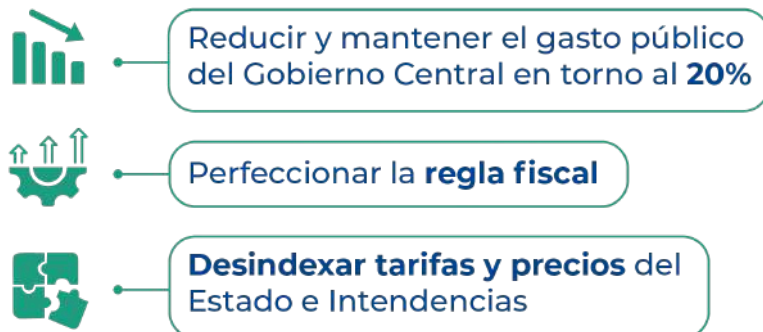 Reducir y mantener el gasto público
del Gobierno Central en torno al 20%
Perfeccionar la regla fiscal
Desindexar tarifas y precios del
Estado e Intendencias